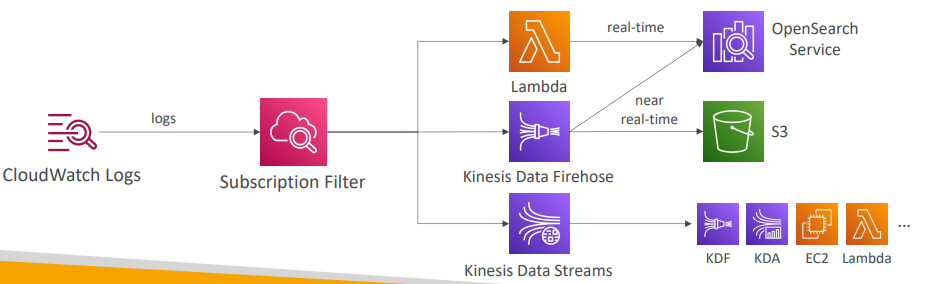 CloudWatch Logs
logs
Subscription Filter
Lambda
real-time
OpenSearch
Service
Kinesis Data Firehose
near
real-time
S3
Kinesis Data Streams
KDF
KDA
EC2
Lambda
...